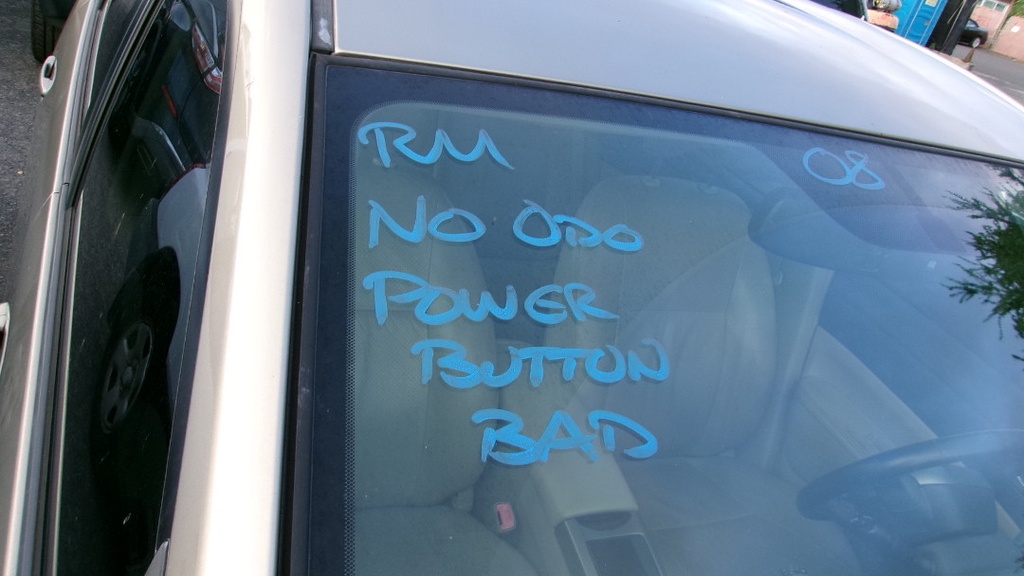 RM 08
NO ODO
POWER
BUTTON
BAD